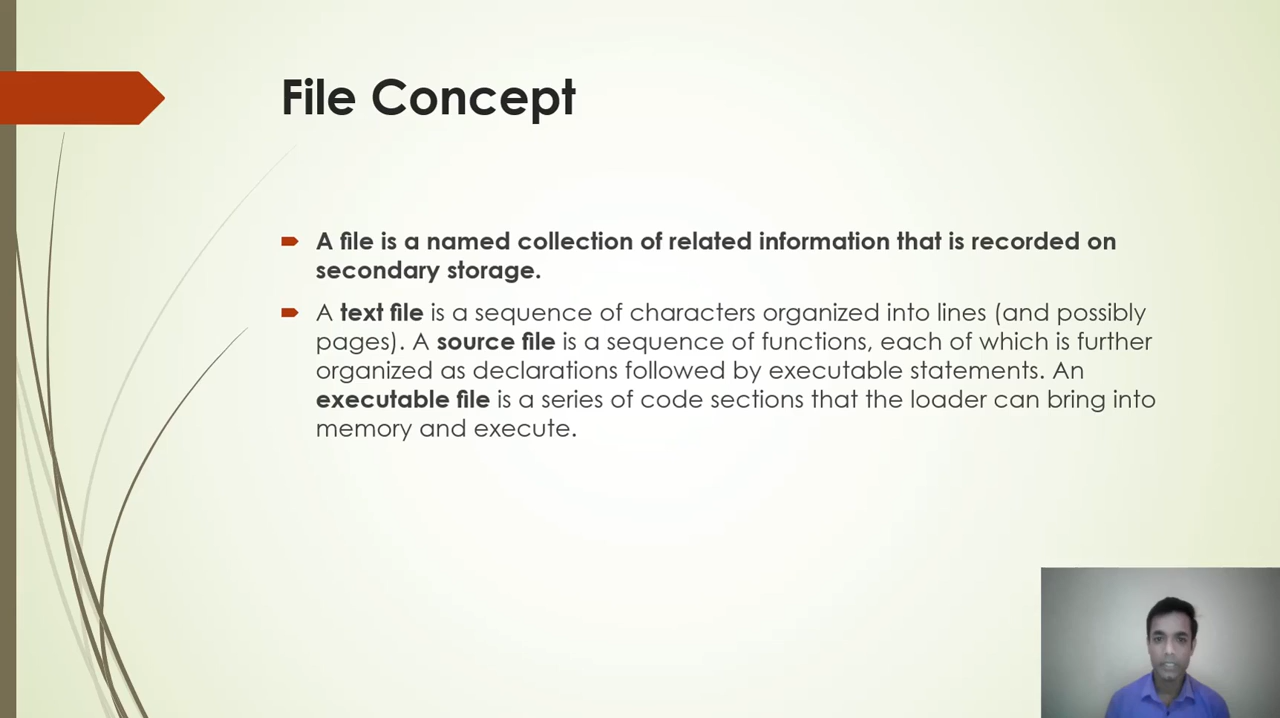 File Concept
A file is a named collection of related information that is recorded on
secondary storage.
A text file is a sequence of characters organized into lines (and possibly
pages). A source file is a sequence of functions, each of which is further
organized as declarations followed by executable statements. An
executable file is a series of code sections that the loader can bring into
memory and execute.